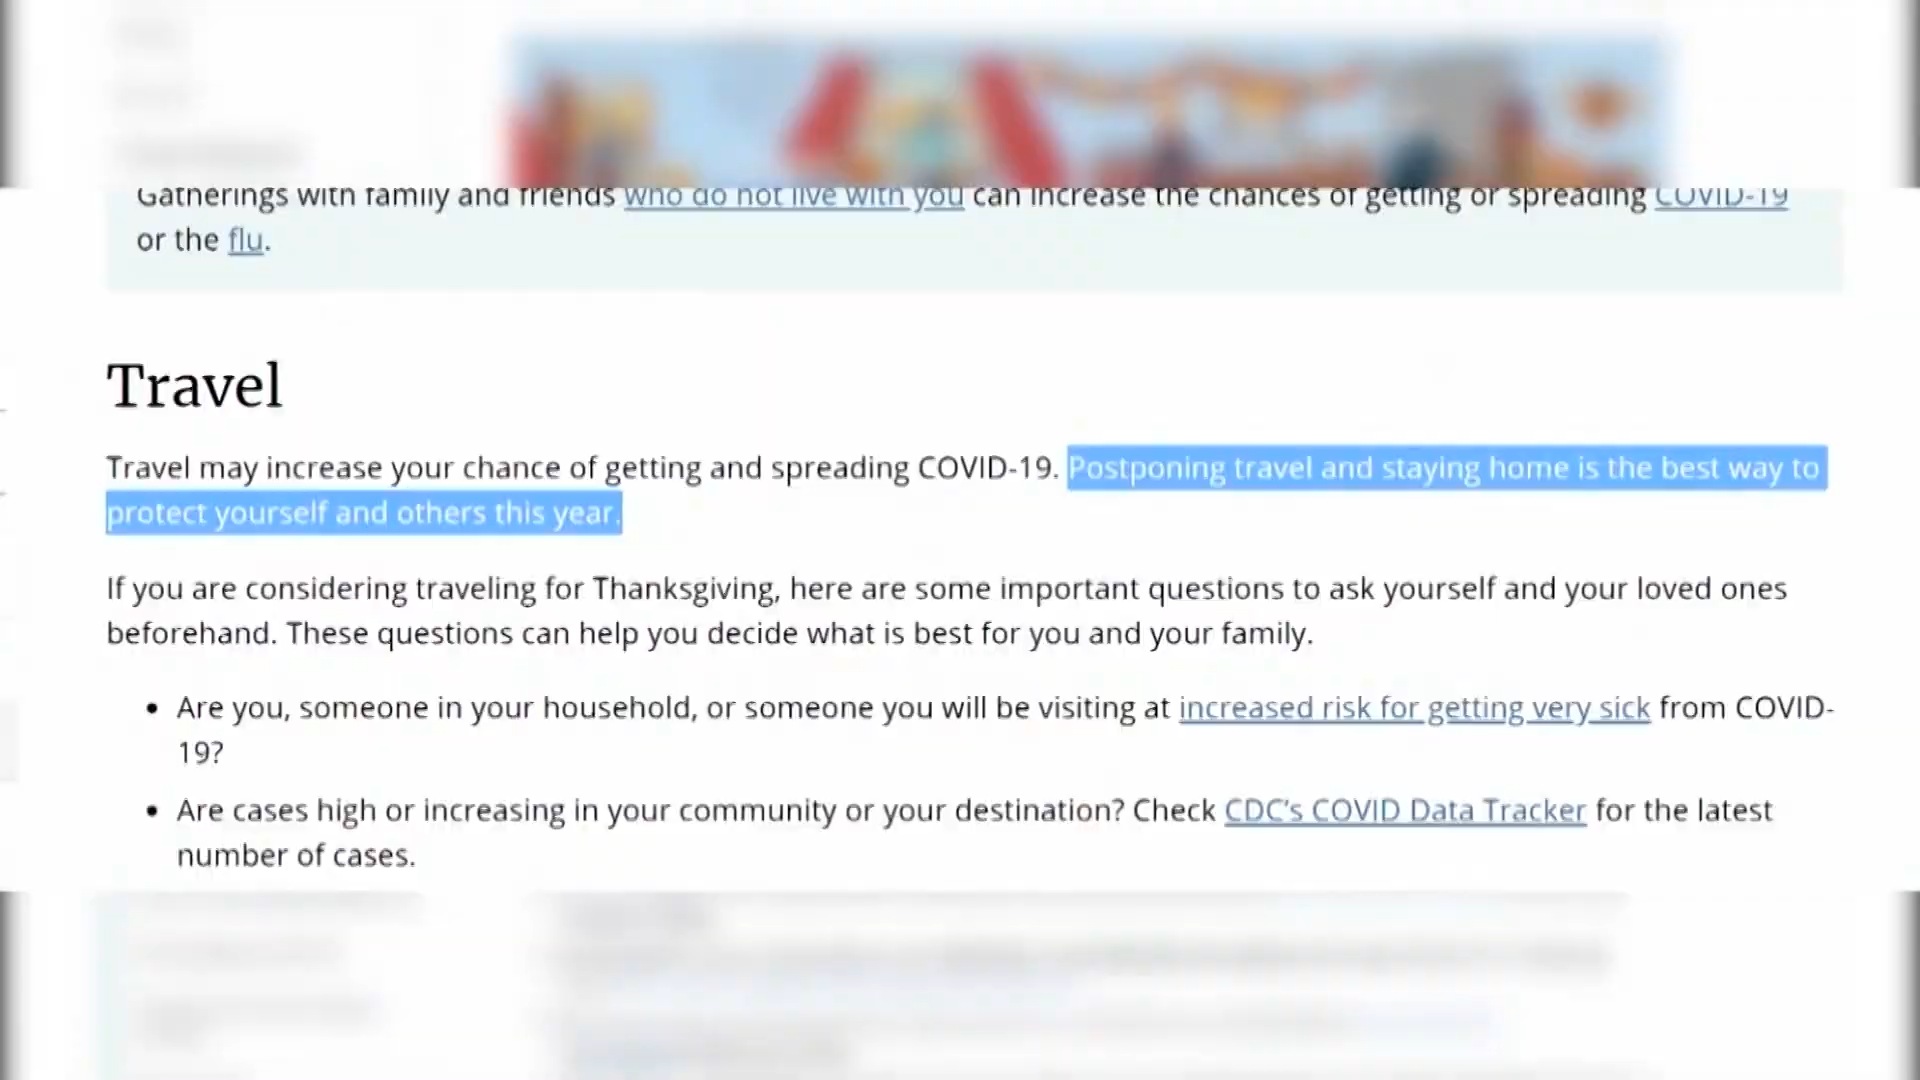 Gatherings with family and friends who do not live with you can increase the chances of getting or spreading COVID-19
or the flu.
Travel
Travel may increase your chance of getting and spreading COVID-19. Postponing travel and staying home is the best way to
protect yourself and others this year.
If you are considering traveling for Thanksgiving, here are some important questions to ask yourself and your loved ones
beforehand. These questions can help you decide what is best for you and your family.
• Are you, someone in your household, or someone you will be visiting at increased risk for getting very sick from COVID-
19?
• Are cases high or increasing in your community or your destination? Check CDC's COVID Data Tracker for the latest
number of cases.